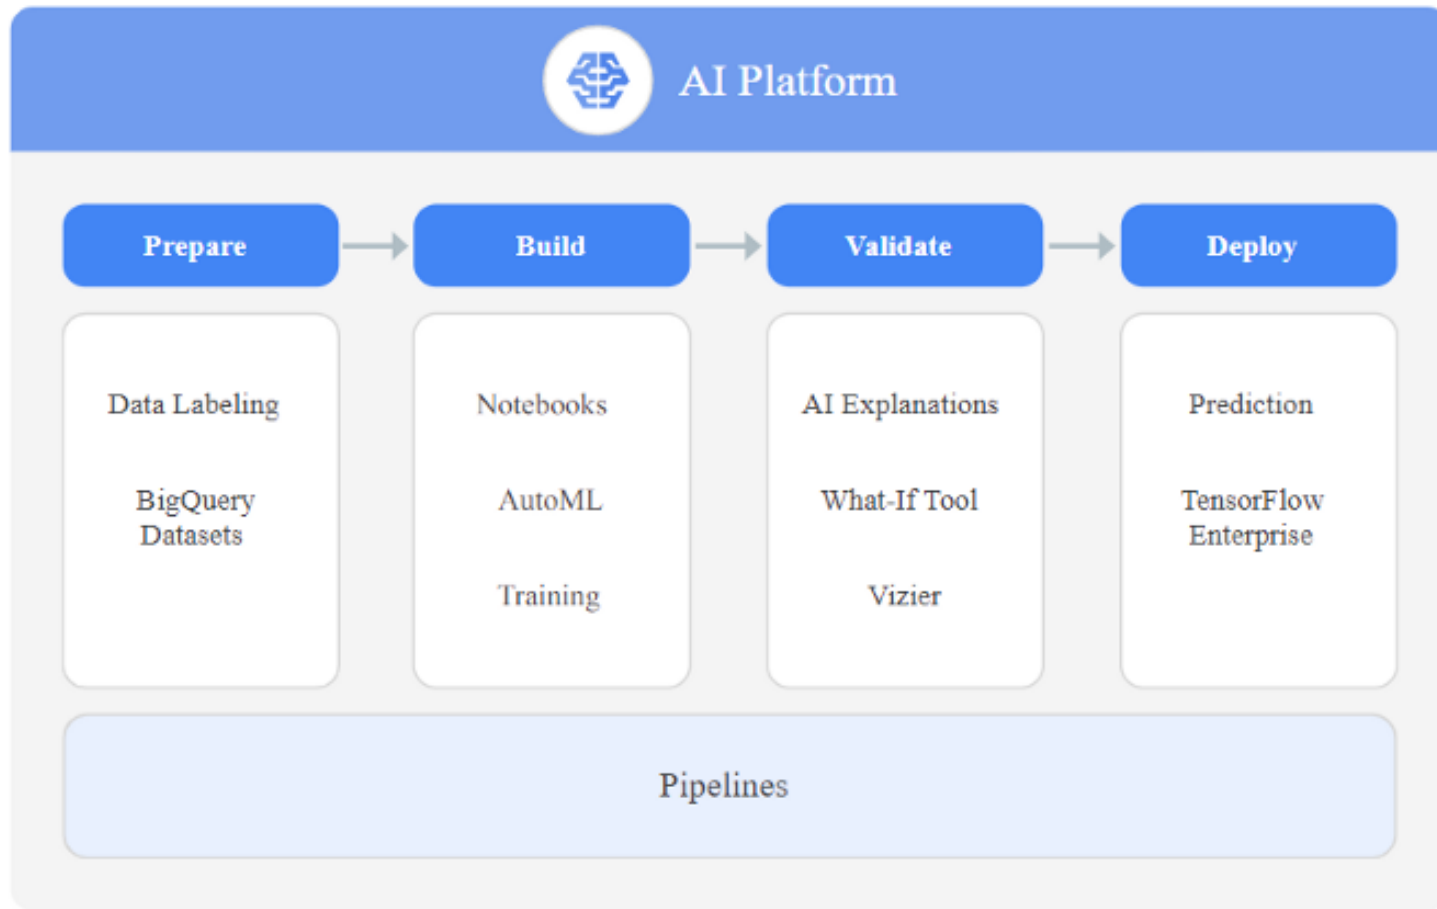 AI Platform
Prepare
Build
Validate
Deploy
Data Labeling
BigQuery
Datasets
Notebooks
AutoML
Training
AI Explanations
What-If Tool
Vizier
Prediction
TensorFlow
Enterprise
Pipelines